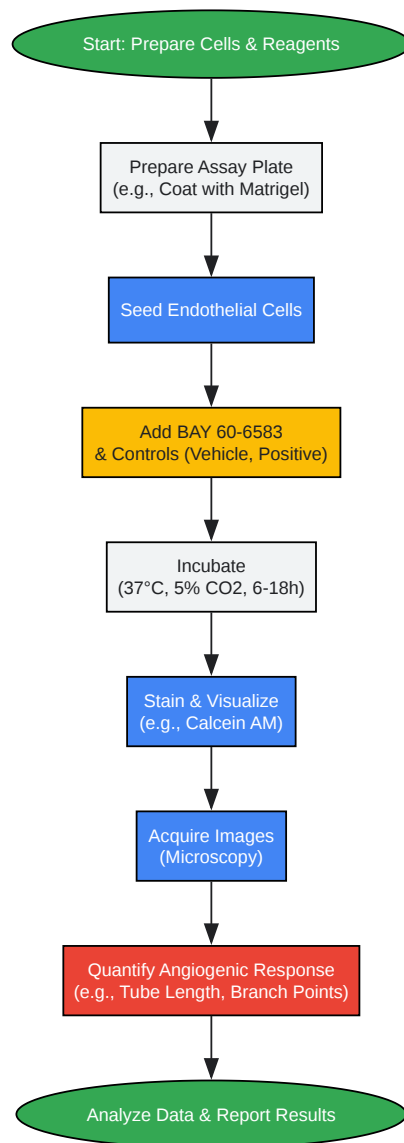 Start: Prepare Cells & Reagents
Prepare Assay Plate
(e.g., Coat with Matrigel)
Seed Endothelial Cells
Add BAY 60-6583
& Controls (Vehicle, Positive)
Incubate
(37°C, 5% CO2, 6-18h)
Stain & Visualize
(e.g., Calcein AM)
Acquire Images
(Microscopy)
Quantify Angiogenic Response
(e.g., Tube Length, Branch Points)
Analyze Data & Report Results